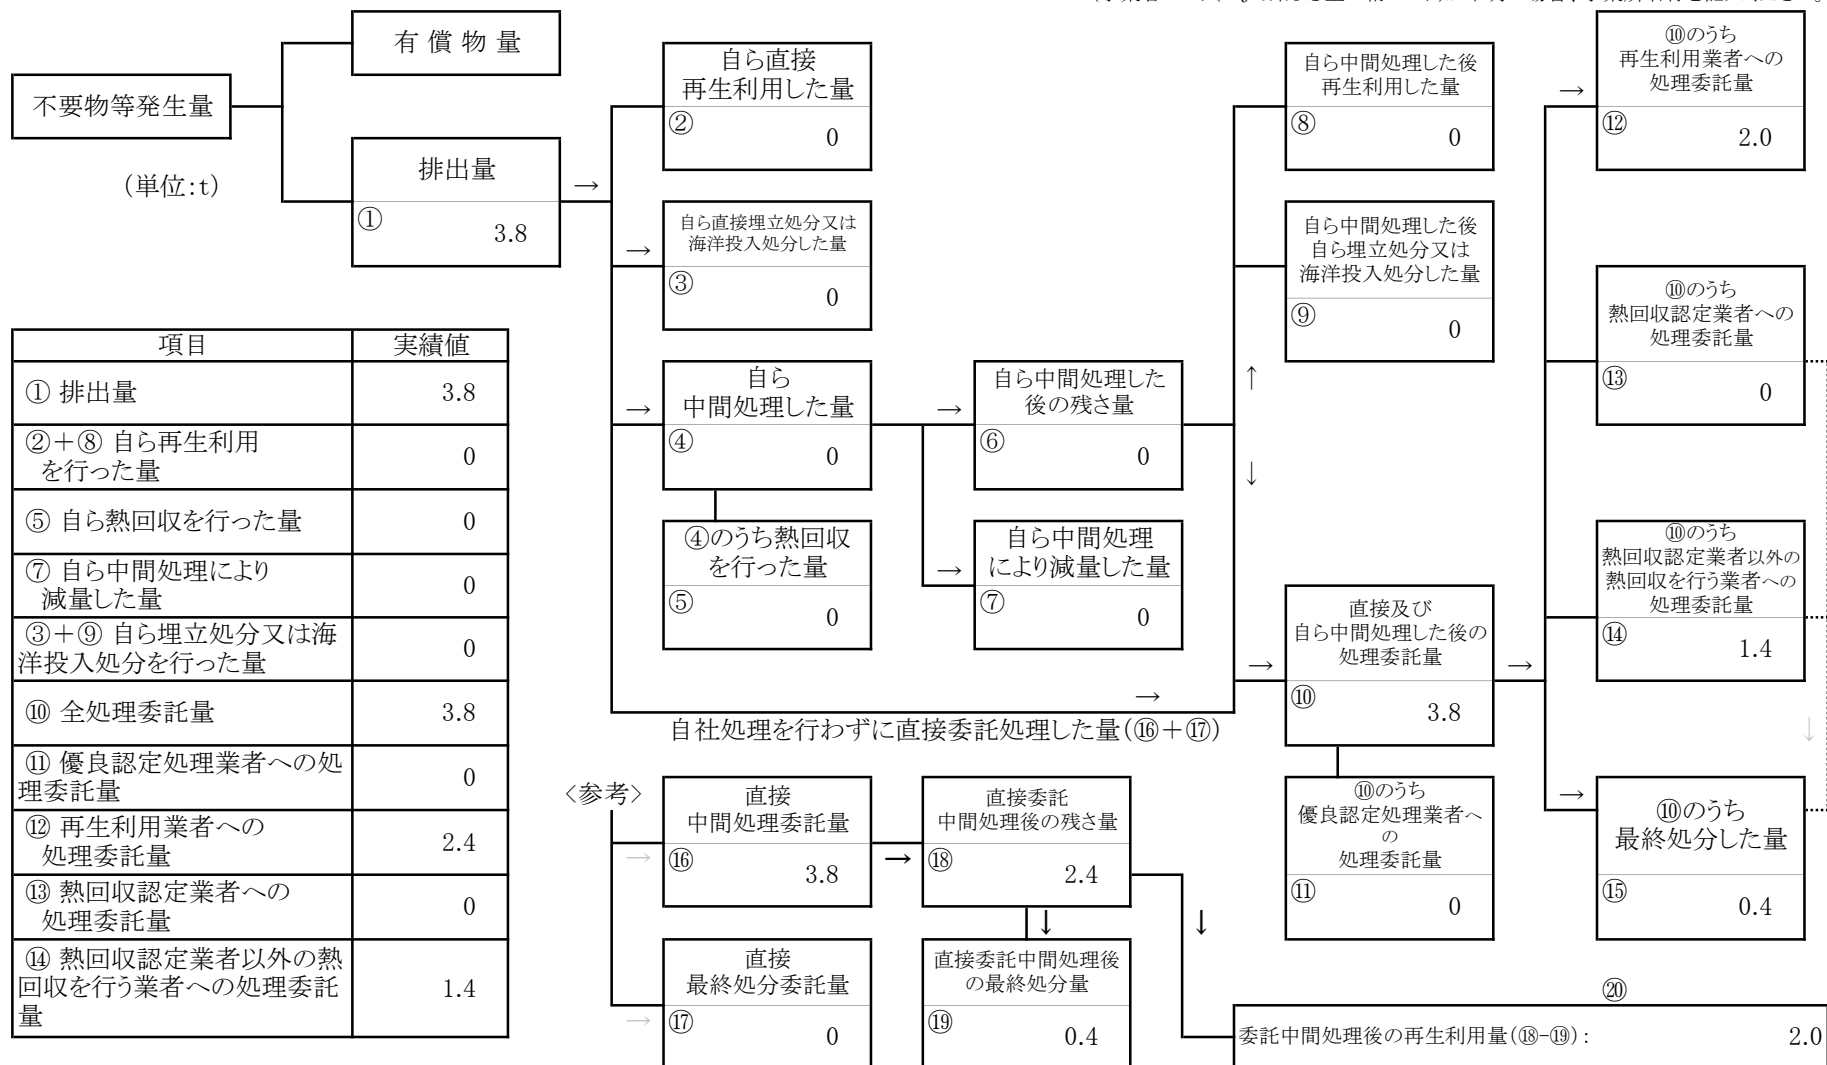 有 償 物 量
不要物等発生量
(単位:t)
排出量
①
3.8
→
自ら直接
再生利用した量
②
0
→
自ら直接埋立処分又は
海洋投入処分した量
③
0
→
自ら
中間処理した量
④
0
④のうち熱回収
を行った量
⑤
0
→
自ら中間処理した
後の残さ量
⑥
0
→
自ら中間処理
により減量した量
⑦
0
自ら中間処理した後
再生利用した量
⑧
0
自ら中間処理した後
自ら埋立処分又は
海洋投入処分した量
⑨
0
↑
↓
→
自社処理を行わずに直接委託処理した量(⑯+⑰)
→
直接及び
自ら中間処理した後の
処理委託量
⑩
3.8
→
⑩のうち
優良認定処理業者へ
の
処理委託量
⑪
0
→
⑩のうち
再生利用業者への
処理委託量
⑫
2.0
⑩のうち
熱回収認定業者への
処理委託量
⑬
0
⑩のうち
熱回収認定業者以外の
熱回収を行う業者への
処理委託量
⑭
1.4
↓
→
⑩のうち
最終処分した量
⑮
0.4
項目 実績値
① 排出量 3.8
②+⑧ 自ら再生利用
を行った量 0
⑤ 自ら熱回収を行った量 0
⑦ 自ら中間処理により
減量した量 0
③+⑨ 自ら埋立処分又は海
洋投入処分を行った量 0
⑩ 全処理委託量 3.8
⑪ 優良認定処理業者への処
理委託量 0
⑫ 再生利用業者への
処理委託量 2.4
⑬ 熱回収認定業者への
処理委託量 0
⑭ 熱回収認定業者以外の熱
回収を行う業者への処理委託
量 1.4
〈参考〉
→
直接
中間処理委託量
⑯
3.8
→
直接委託
中間処理後の残さ量
⑱
2.4
↓
↓
→
直接
最終処分委託量
⑰
0
直接委託中間処理後
の最終処分量
⑲
0.4
⑳
委託中間処理後の再生利用量(⑱-⑲): 2.0